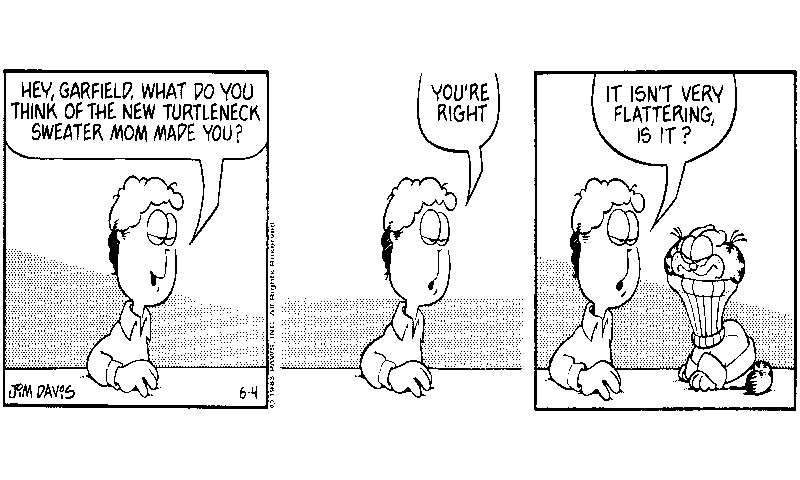 HEY, GARFIELD, WHAT DO YOU
THINK OF THE NEW TURTLENECK
SWEATER MOM MADE YOU?
JIM DAVIS
6-4
YOU'RE
RIGHT
IT ISN'T VERY
FLATTERING,
IS IT?